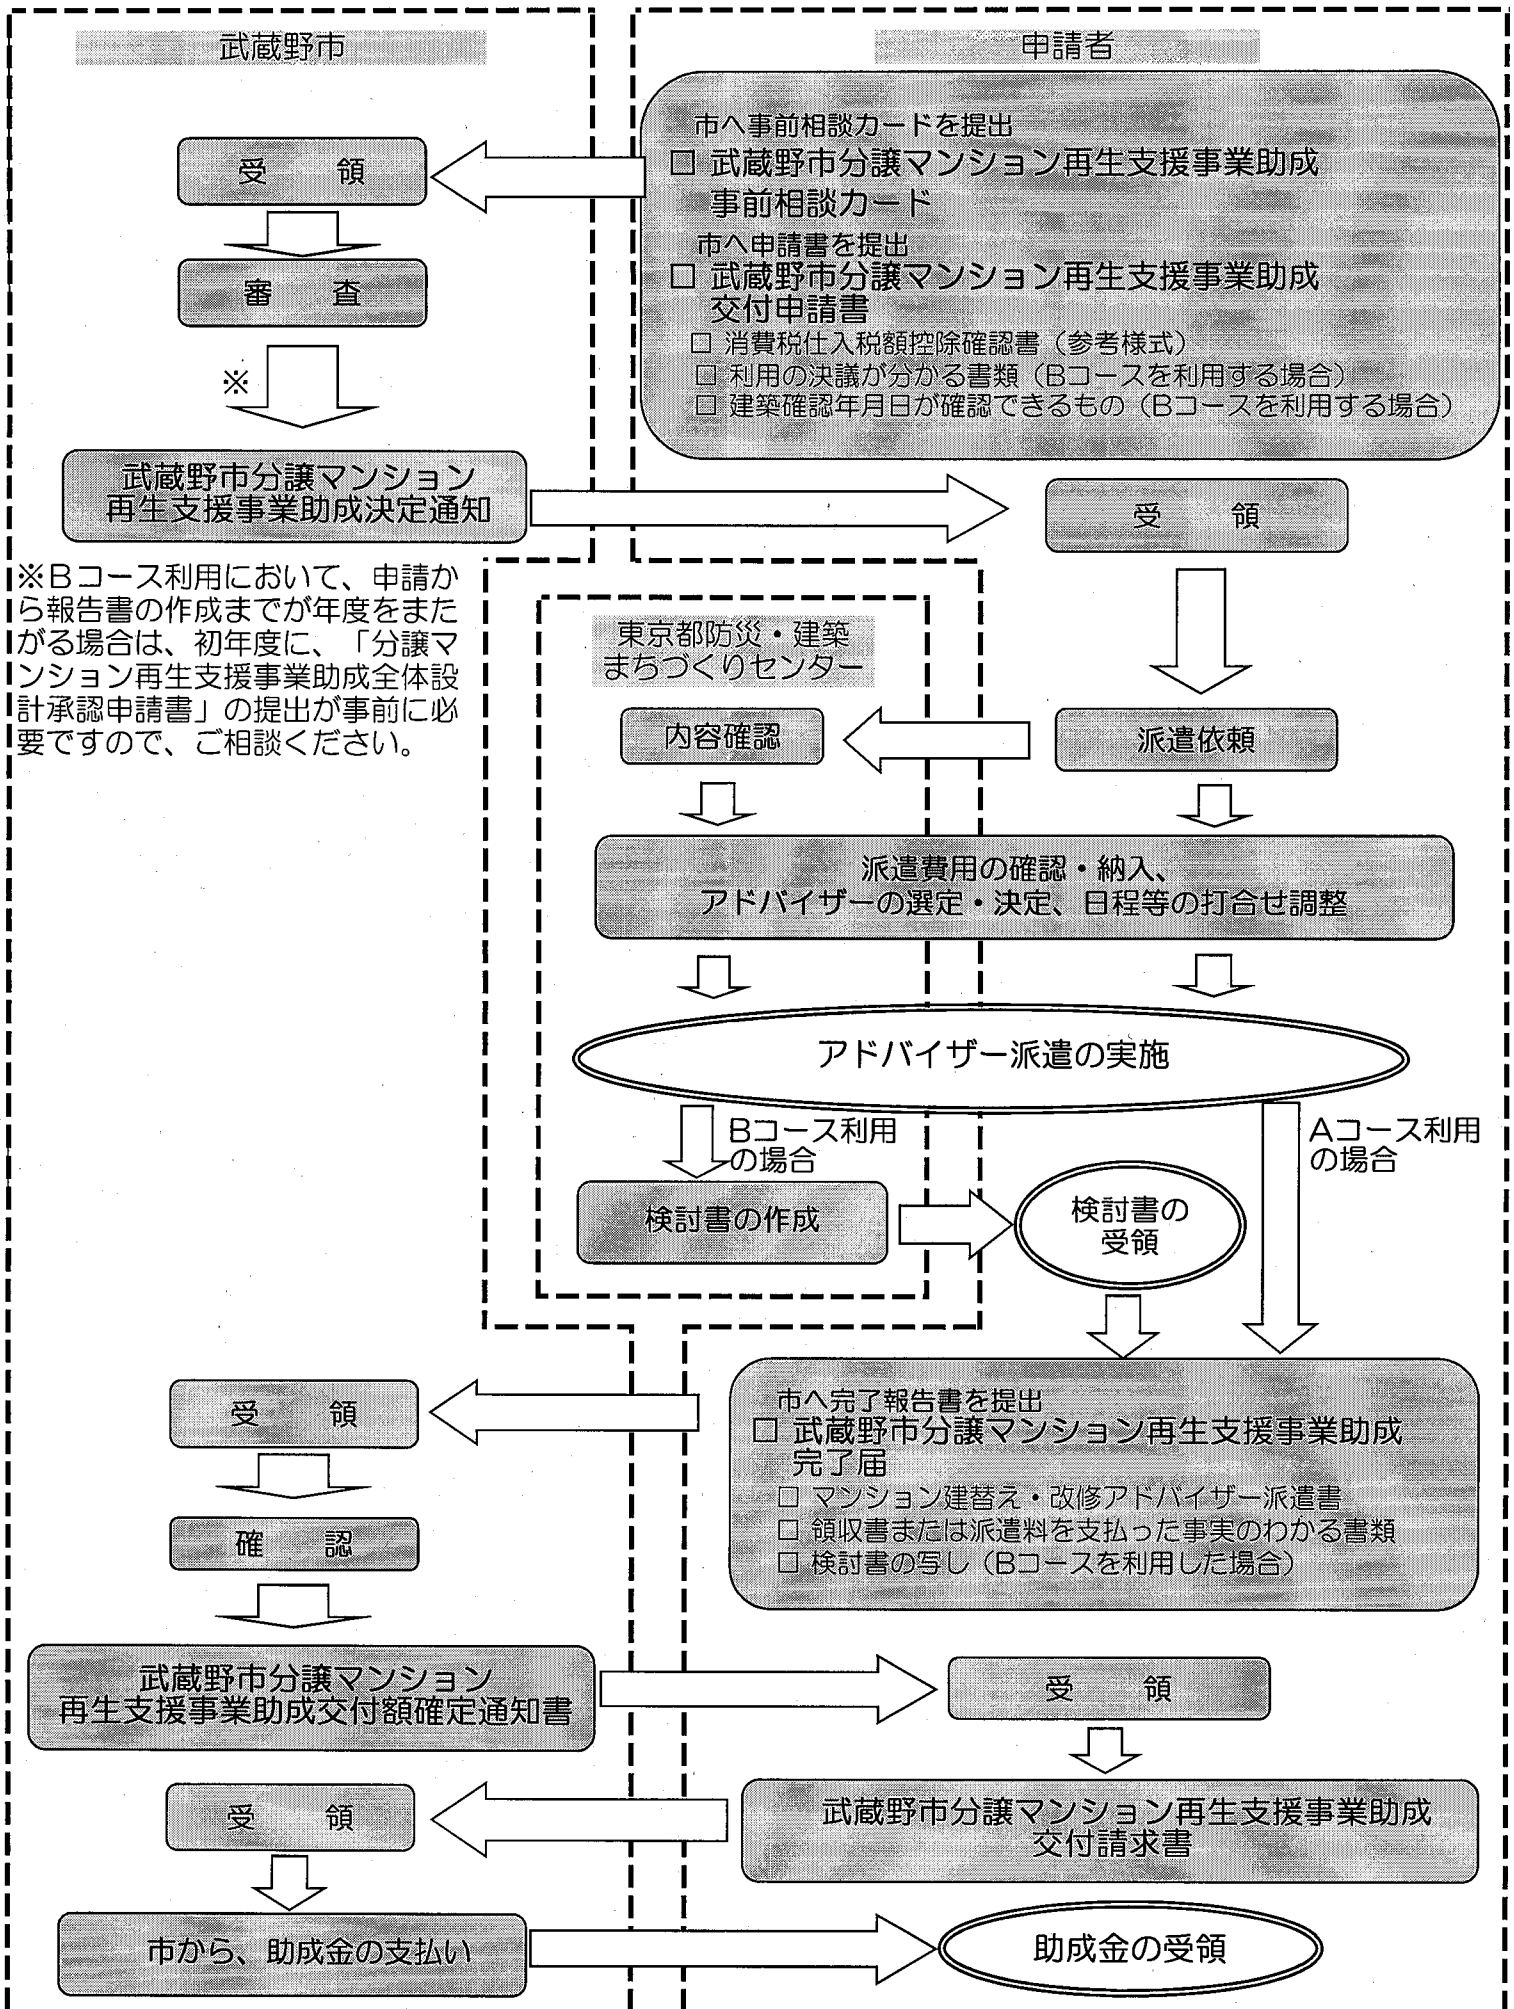 武蔵野市
申請者
市へ事前相談カードを提出
□ 武蔵野市分譲マンション再生支援事業助成
事前相談カード
市へ申請書を提出
□ 武蔵野市分譲マンション再生支援事業助成
交付申請書
□ 消費税仕入税額控除確認書（参考様式）
□ 利用の決議が分かる書類（Bコースを利用する場合）
□ 建築確認年月日が確認できるもの（Bコースを利用する場合）
受　領
審　査
※
武蔵野市分譲マンション
再生支援事業助成決定通知
受　領
※Bコース利用において、申請か
ら報告書の作成までが年度をまた
がる場合は、初年度に、「分譲マ
ンション再生支援事業助成全体設
計承認申請書」の提出が事前に必
要ですので、ご相談ください。
東京都防災・建築
まちづくりセンター
派遣依頼
内容確認
派遣費用の確認・納入、
アドバイザーの選定・決定、日程等の打合せ調整
アドバイザー派遣の実施
Bコース利用
の場合
Aコース利用
の場合
検討書の作成
検討書の
受領
市へ完了報告書を提出
□ 武蔵野市分譲マンション再生支援事業助成
完了届
□ マンション建替え・改修アドバイザー派遣書
□ 領収書または派遣料を支払った事実のわかる書類
□ 検討書の写し（Bコースを利用した場合）
受　領
確　認
武蔵野市分譲マンション
再生支援事業助成交付額確定通知書
受　領
武蔵野市分譲マンション再生支援事業助成
交付請求書
受　領
市から、助成金の支払い
助成金の受領